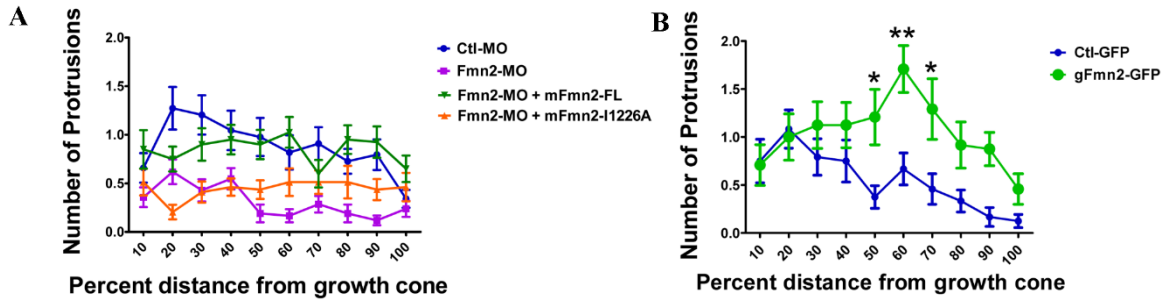 A
Number of Protrusions
2.0
1.5
1.0
0.5
0.0
10
20
30
40
50
60
70
80
90
100
Percent distance from growth cone
Ctl-MO
Fmn2-MO
Fmn2-MO + mFmn2-FL
Fmn2-MO + mFmn2-I1226A
B
Number of Protrusions
2.0
1.5
1.0
0.5
0.0
*
**
*
10
20
30
40
50
60
70
80
90
100
Percent distance from growth cone
Ctl-GFP
gFmn2-GFP